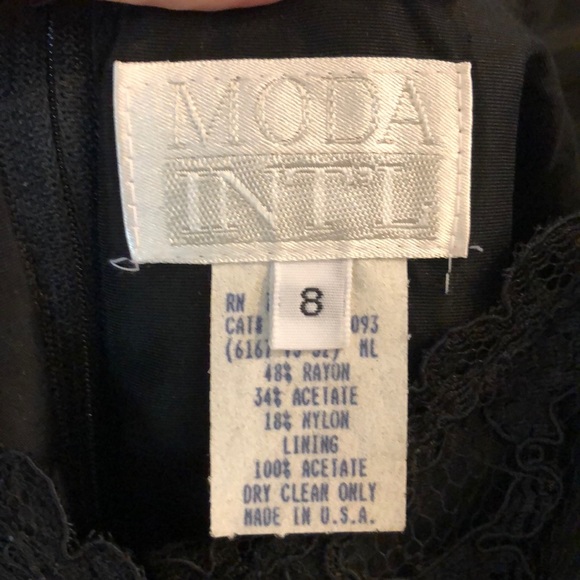 MODA
INT'L
8
RN
CAT# 093
(616) ML
48% RAYON
34% ACETATE
18% NYLON
LINING
100% ACETATE
DRY CLEAN ONLY
MADE IN U.S.A.